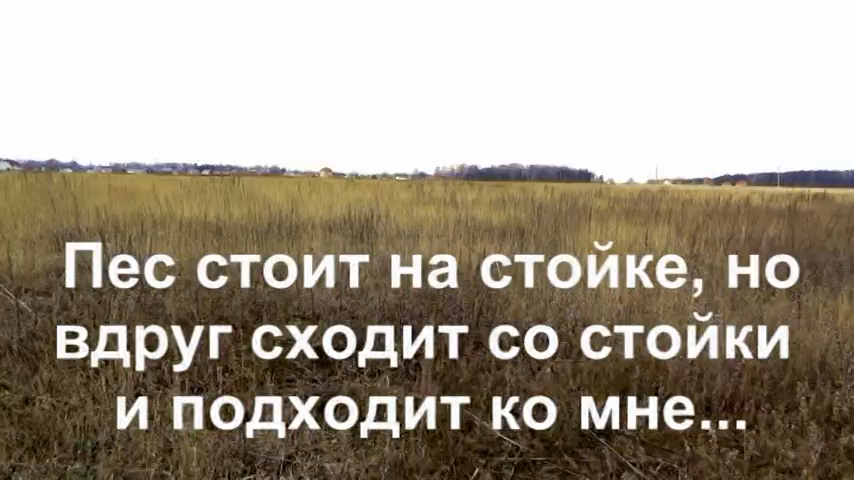 Пес стоит на стойке, но
вдруг сходит со стойки
и подходит ко мне...